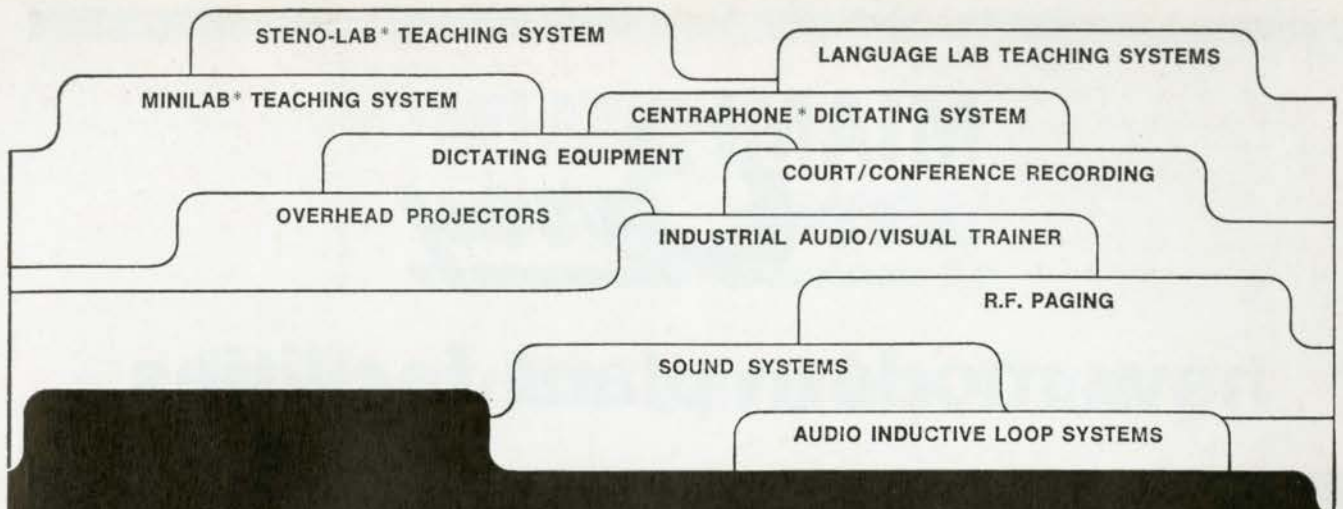 STENO-LAB* TEACHING SYSTEM
LANGUAGE LAB TEACHING SYSTEMS
MINILAB* TEACHING SYSTEM
CENTRAPHONE* DICTATING SYSTEM
DICTATING EQUIPMENT
COURT/CONFERENCE RECORDING
OVERHEAD PROJECTORS
INDUSTRIAL AUDIO/VISUAL TRAINER
R.F. PAGING
SOUND SYSTEMS
AUDIO INDUCTIVE LOOP SYSTEMS